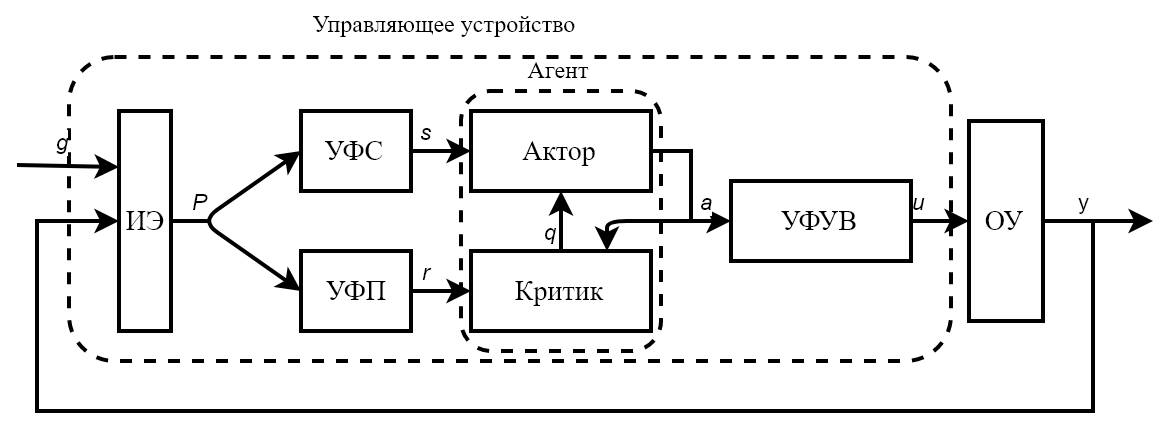 Управляющее устройство
Агент
g
ИЭ
P
УФС
s
Актор
УФП
r
q
Критик
a
УФУВ
u
ОУ
y